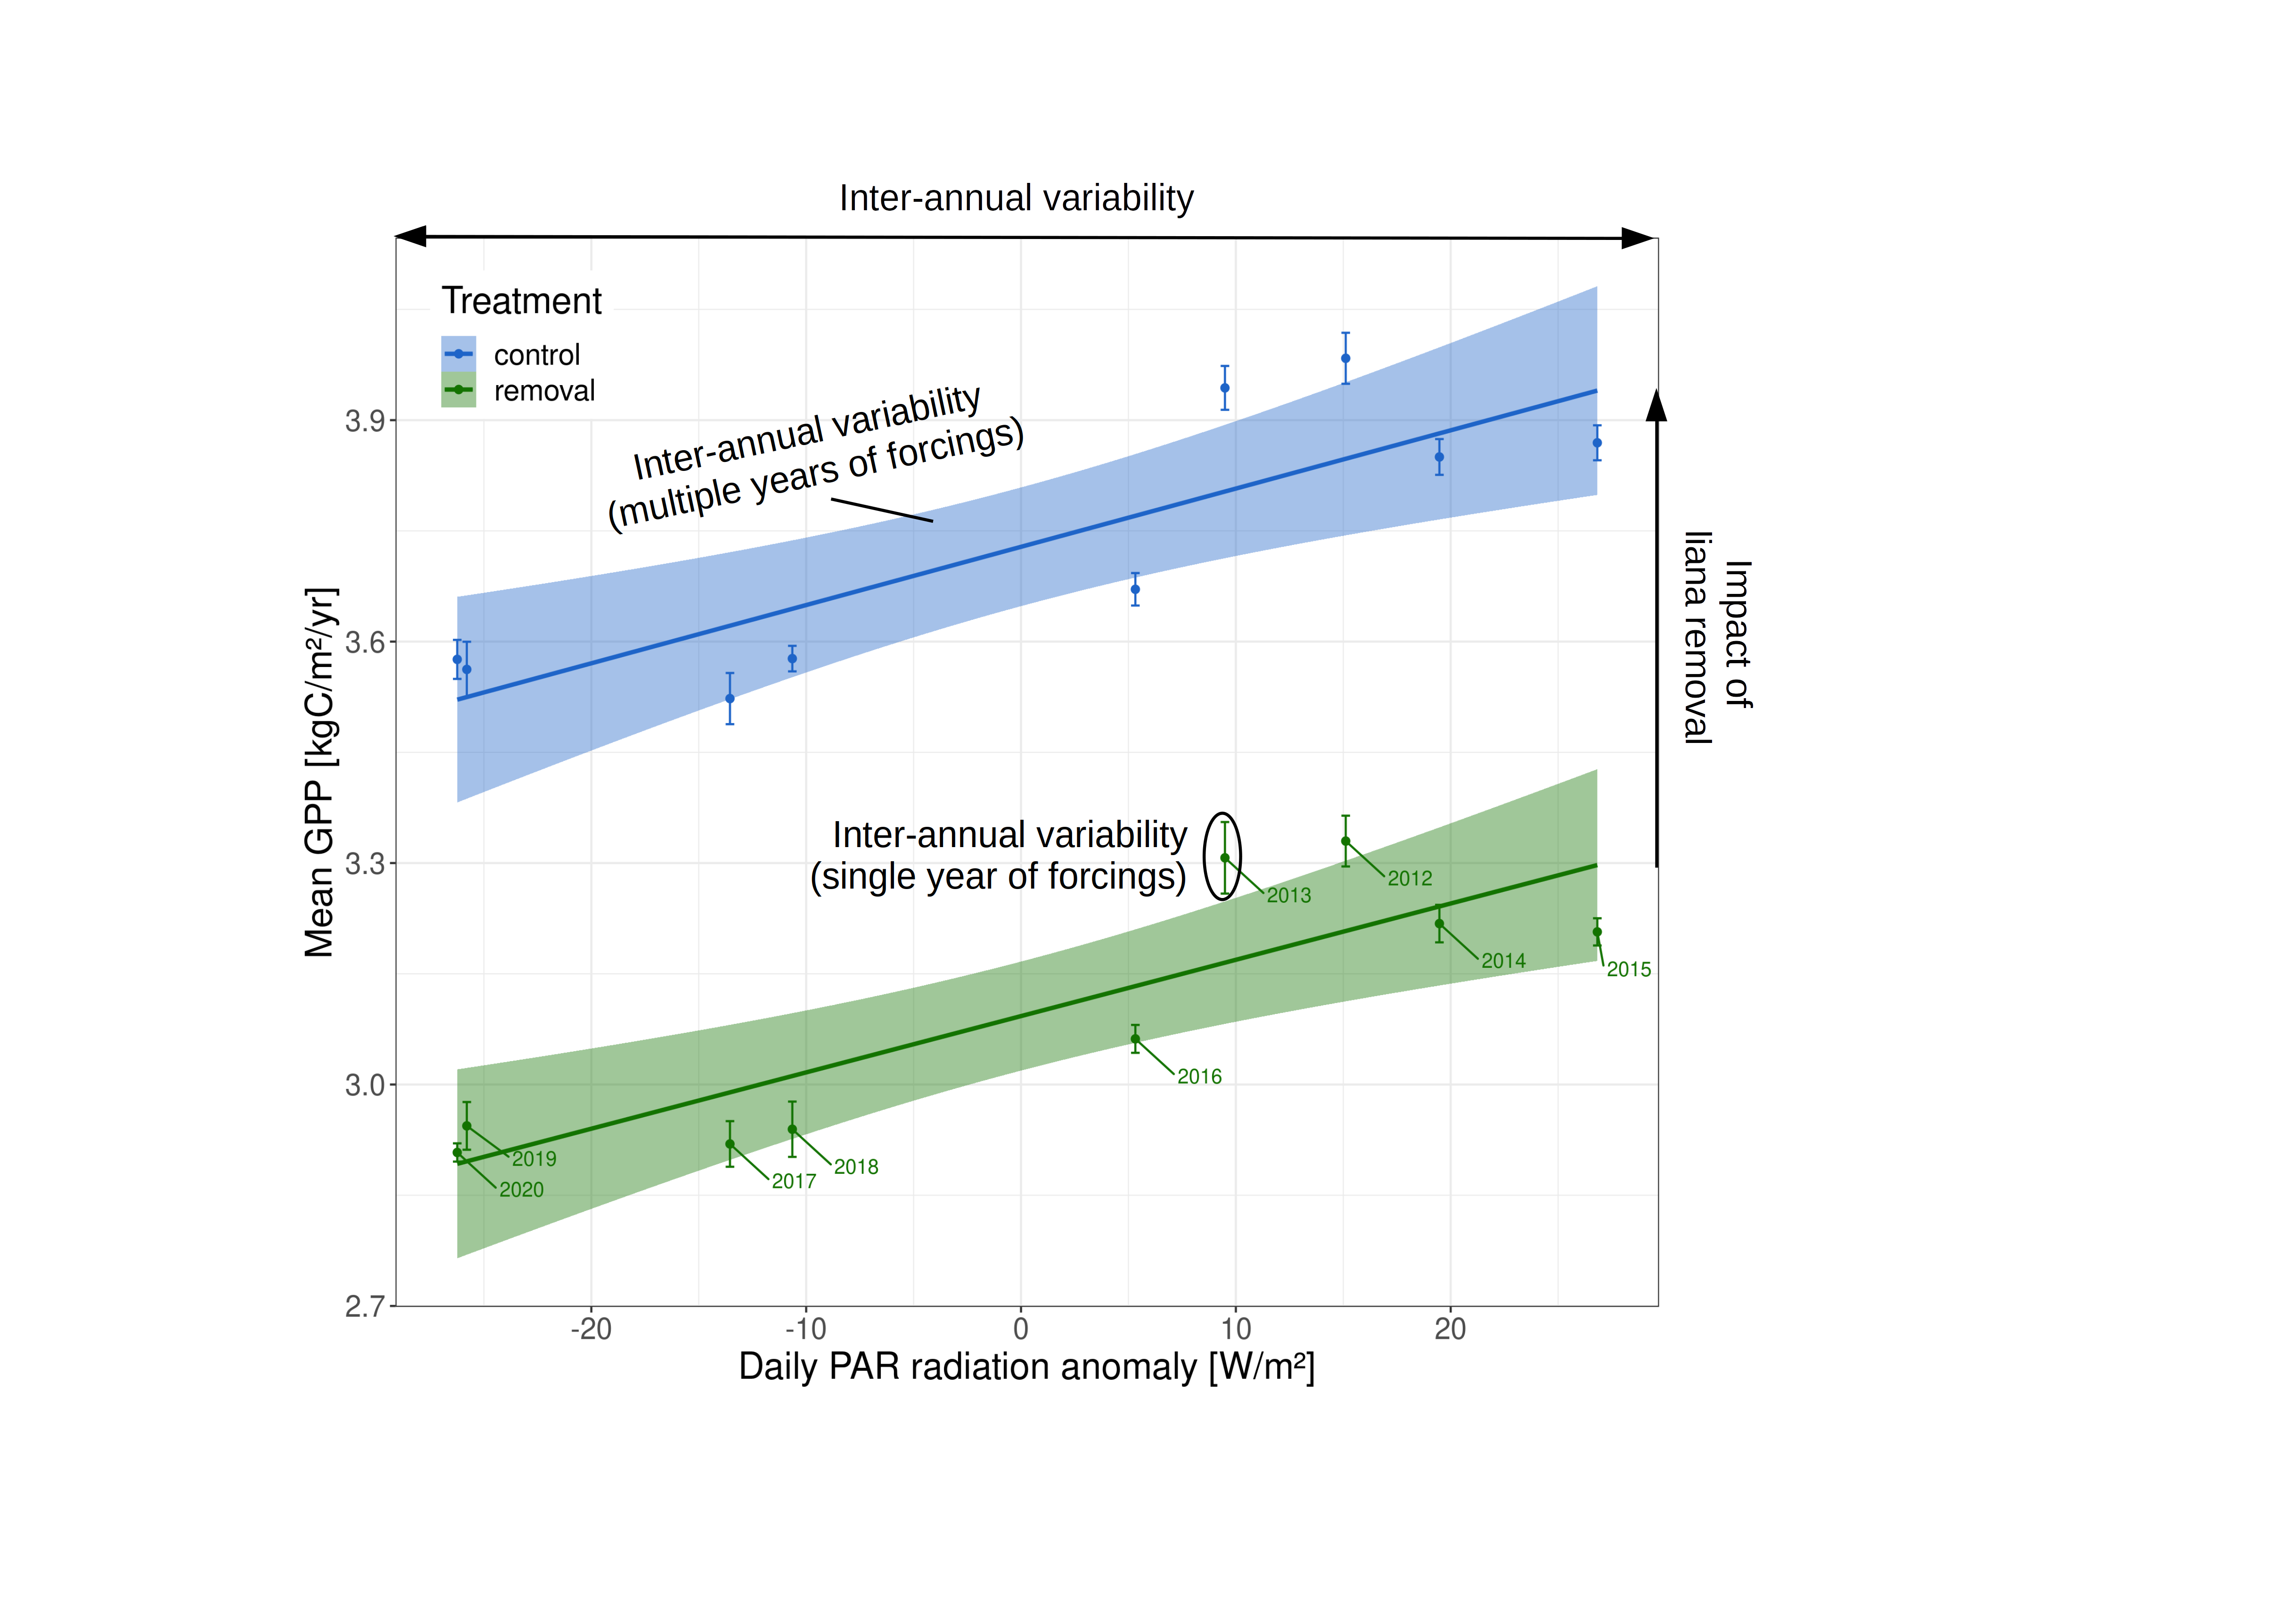 Inter-annual variability
Treatment
control
removal
Inter-annual variability
(multiple years of forcings)
Impact of
liana removal
Inter-annual variability
(single year of forcings)
2013
2012
2014
2015
2016
2019
2020
2017
2018
Mean GPP [kgC/m²/yr]
3.9
3.6
3.3
3.0
2.7
-20
-10
0
10
20
Daily PAR radiation anomaly [W/m²]